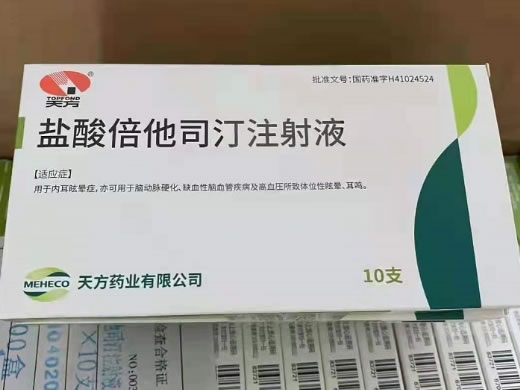 批准文号:国药准字H41024524
TOPFOND
天方
盐酸倍他司汀注射液
【适应症】
用于内耳眩晕症,亦可用于脑动脉硬化、缺血性脑血管疾病及高血压所致体位性眩晕、耳鸣。
MEHECO
天方药业有限公司
10支